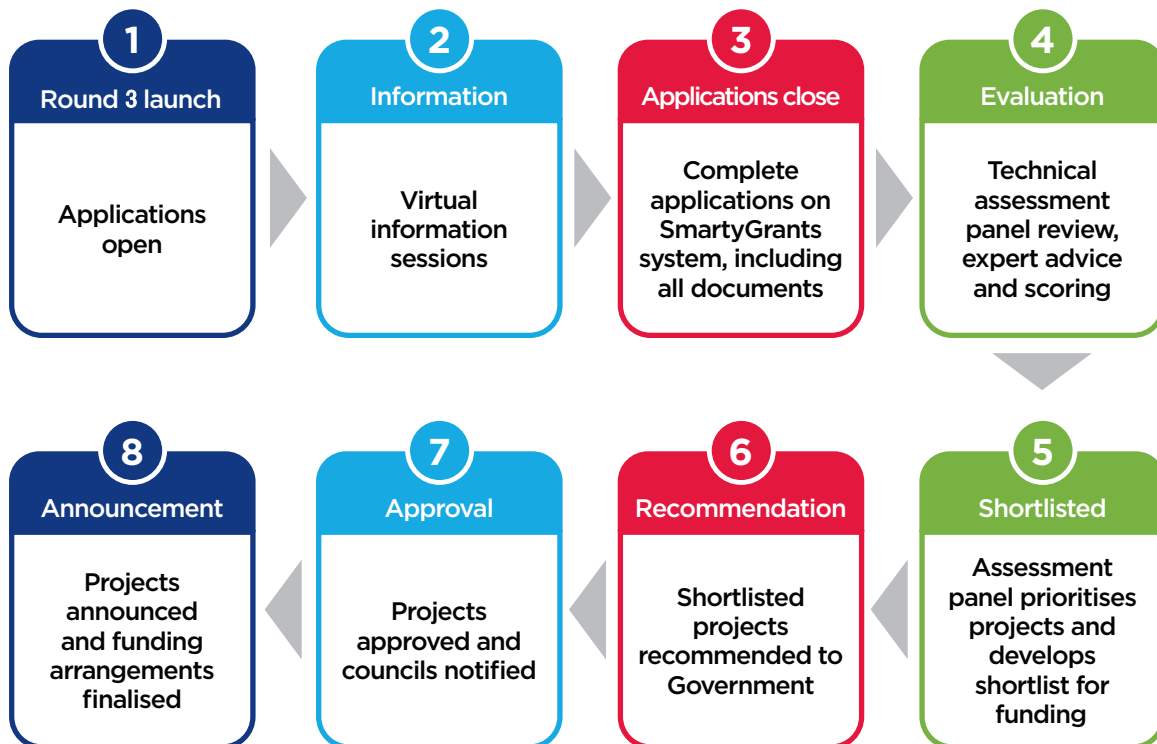 1
Round 3 launch
Applications
open
2
Information
Virtual
information
sessions
3
Applications close
Complete
applications on
SmartyGrants
system, including
all documents
4
Evaluation
Technical
assessment
panel review,
expert advice
and scoring
5
Shortlisted
Assessment
panel prioritises
projects and
develops
shortlist for
funding
6
Recommendation
Shortlisted
projects
recommended to
Government
7
Approval
Projects
approved and
councils notified
8
Announcement
Projects
announced
and funding
arrangements
finalised